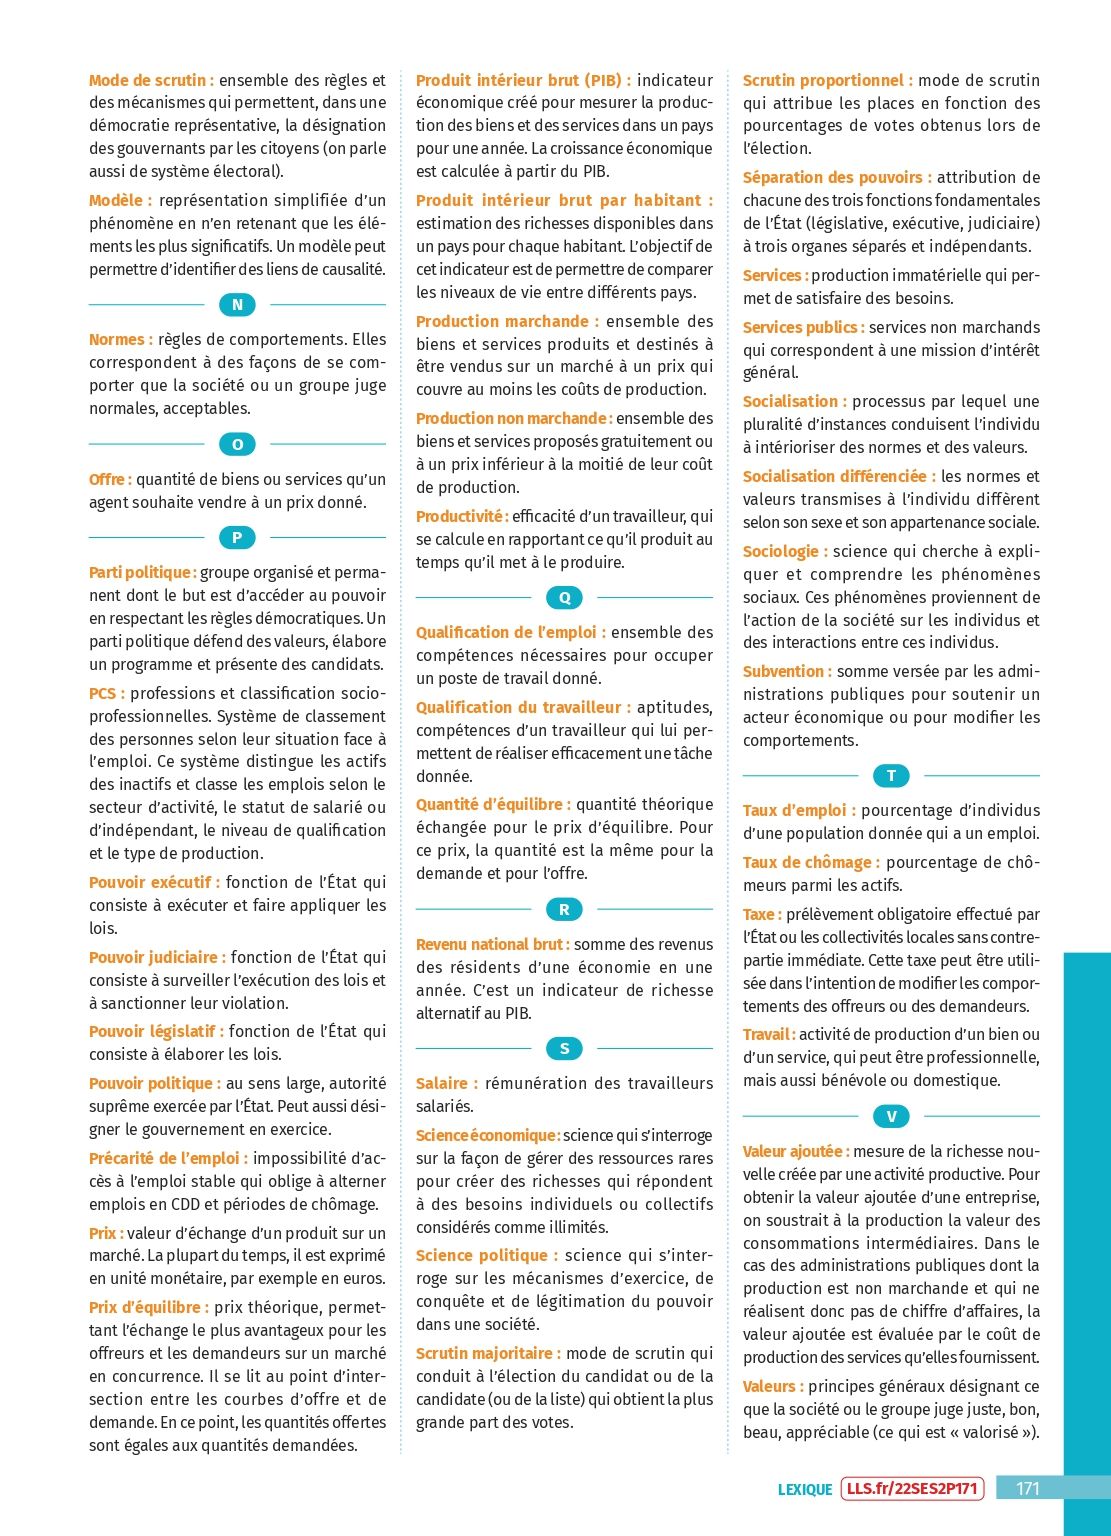 Mode de scrutin : ensemble des règles et
des mécanismes qui permettent, dans une
démocratie représentative, la désignation
des gouvernants par les citoyens (on parle
aussi de système électoral).
Modèle : représentation simplifiée d’un
phénomène en n’en retenant que les élé-
ments les plus significatifs. Un modèle peut
permettre d’identifier des liens de causalité.
N
Normes : règles de comportements. Elles
correspondent à des façons de se com-
porter que la société ou un groupe juge
normales, acceptables.
O
Offre : quantité de biens ou services qu’un
agent souhaite vendre à un prix donné.
P
Parti politique : groupe organisé et perma-
nent dont le but est d’accéder au pouvoir
en respectant les règles démocratiques. Un
parti politique défend des valeurs, élabore
un programme et présente des candidats.
PCS : professions et classification socio-
professionnelles. Système de classement
des personnes selon leur situation face à
l’emploi. Ce système distingue les actifs
des inactifs et classe les emplois selon le
secteur d’activité, le statut de salarié ou
d’indépendant, le niveau de qualification
et le type de production.
Pouvoir exécutif : fonction de l’État qui
consiste à exécuter et faire appliquer les
lois.
Pouvoir judiciaire : fonction de l’État qui
consiste à surveiller l’exécution des lois et
à sanctionner leur violation.
Pouvoir législatif : fonction de l’État qui
consiste à élaborer les lois.
Pouvoir politique : au sens large, autorité
suprême exercée par l’État. Peut aussi dési-
gner le gouvernement en exercice.
Précarité de l’emploi : impossibilité d’ac-
cès à l’emploi stable qui oblige à alterner
emplois en CDD et périodes de chômage.
Prix : valeur d’échange d’un produit sur un
marché. La plupart du temps, il est exprimé
en unité monétaire, par exemple en euros.
Prix d’équilibre : prix théorique, permet-
tant l’échange le plus avantageux pour les
offreurs et les demandeurs sur un marché
en concurrence. Il se lit au point d’inter-
section entre les courbes d’offre et de
demande. En ce point, les quantités offertes
sont égales aux quantités demandées.
Produit intérieur brut (PIB) : indicateur
économique créé pour mesurer la produc-
tion des biens et des services dans un pays
pour une année. La croissance économique
est calculée à partir du PIB.
Produit intérieur brut par habitant :
estimation des richesses disponibles dans
un pays pour chaque habitant. L’objectif de
cet indicateur est de permettre de comparer
les niveaux de vie entre différents pays.
Production marchande : ensemble des
biens et services produits et destinés à
être vendus sur un marché à un prix qui
couvre au moins les coûts de production.
Production non marchande : ensemble des
biens et services proposés gratuitement ou
à un prix inférieur à la moitié de leur coût
de production.
Productivité : efficacité d’un travailleur, qui
se calcule en rapportant ce qu’il produit au
temps qu’il met à le produire.
Q
Qualification de l’emploi : ensemble des
compétences nécessaires pour occuper
un poste de travail donné.
Qualification du travailleur : aptitudes,
compétences d’un travailleur qui lui per-
mettent de réaliser efficacement une tâche
donnée.
Quantité d’équilibre : quantité théorique
échangée pour le prix d’équilibre. Pour
ce prix, la quantité est la même pour la
demande et pour l’offre.
R
Revenu national brut : somme des revenus
des résidents d’une économie en une
année. C’est un indicateur de richesse
alternatif au PIB.
S
Salaire : rémunération des travailleurs
salariés.
Science économique : science qui s’interroge
sur la façon de gérer des ressources rares
pour créer des richesses qui répondent
à des besoins individuels ou collectifs
considérés comme illimités.
Science politique : science qui s’inter-
roge sur les mécanismes d’exercice, de
conquête et de légitimation du pouvoir
dans une société.
Scrutin majoritaire : mode de scrutin qui
conduit à l’élection du candidat ou de la
candidate (ou de la liste) qui obtient la plus
grande part des votes.
Scrutin proportionnel : mode de scrutin
qui attribue les places en fonction des
pourcentages de votes obtenus lors de
l’élection.
Séparation des pouvoirs : attribution de
chacune des trois fonctions fondamentales
de l’État (législative, exécutive, judiciaire)
à trois organes séparés et indépendants.
Services : production immatérielle qui per-
met de satisfaire des besoins.
Services publics : services non marchands
qui correspondent à une mission d’intérêt
général.
Socialisation : processus par lequel une
pluralité d’instances conduisent l’individu
à intérioriser des normes et des valeurs.
Socialisation différenciée : les normes et
valeurs transmises à l’individu diffèrent
selon son sexe et son appartenance sociale.
Sociologie : science qui cherche à expli-
quer et comprendre les phénomènes
sociaux. Ces phénomènes proviennent de
l’action de la société sur les individus et
des interactions entre ces individus.
Subvention : somme versée par les admi-
nistrations publiques pour soutenir un
acteur économique ou pour modifier les
comportements.
T
Taux d’emploi : pourcentage d’individus
d’une population donnée qui a un emploi.
Taux de chômage : pourcentage de chô-
meurs parmi les actifs.
Taxe : prélèvement obligatoire effectué par
l’État ou les collectivités locales sans contre-
partie immédiate. Cette taxe peut être utili-
sée dans l’intention de modifier les compor-
tements des offreurs ou des demandeurs.
Travail : activité de production d’un bien ou
d’un service, qui peut être professionnelle,
mais aussi bénévole ou domestique.
V
Valeur ajoutée : mesure de la richesse nou-
velle créée par une activité productive. Pour
obtenir la valeur ajoutée d’une entreprise,
on soustrait à la production la valeur des
consommations intermédiaires. Dans le
cas des administrations publiques dont la
production est non marchande et qui ne
réalisent donc pas de chiffre d’affaires, la
valeur ajoutée est évaluée par le coût de
production des services qu’elles fournissent.
Valeurs : principes généraux désignant ce
que la société ou le groupe juge juste, bon,
beau, appréciable (ce qui est « valorisé »).
LEXIQUE LLS.fr/22SES2P171 171